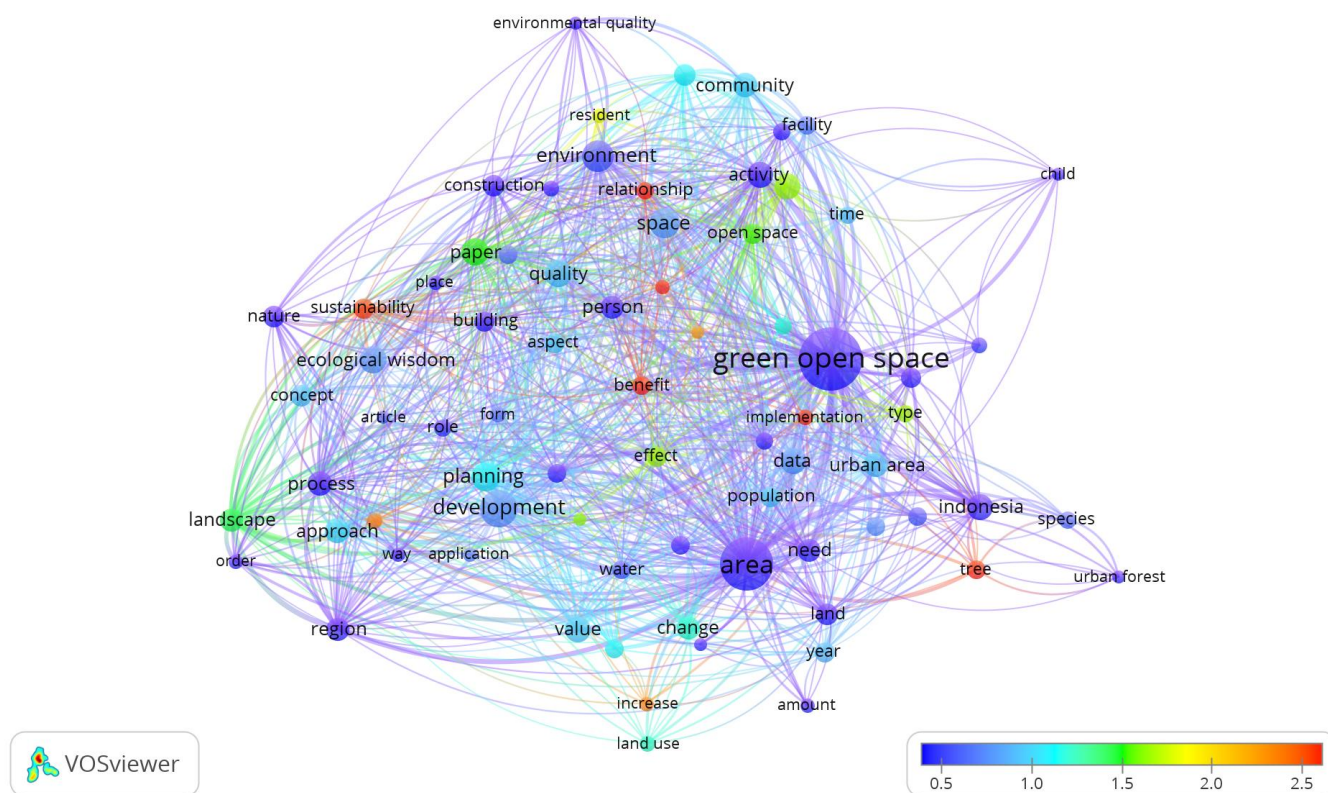 environmental quality
community
resident
facility
environment
child
activity
construction
relationship
time
space
open space
paper
quality
place
sustainability
person
nature
building
aspect
green open space
ecological wisdom
benefit
concept
type
article
form
implementation
role
effect
data
urban area
planning
process
population
development
indonesia
landscape
species
approach
need
way
application
order
area
water
tree
urban forest
land
region
value
change
year
increase
amount
land use
VOSviewer
0.5
1.0
1.5
2.0
2.5